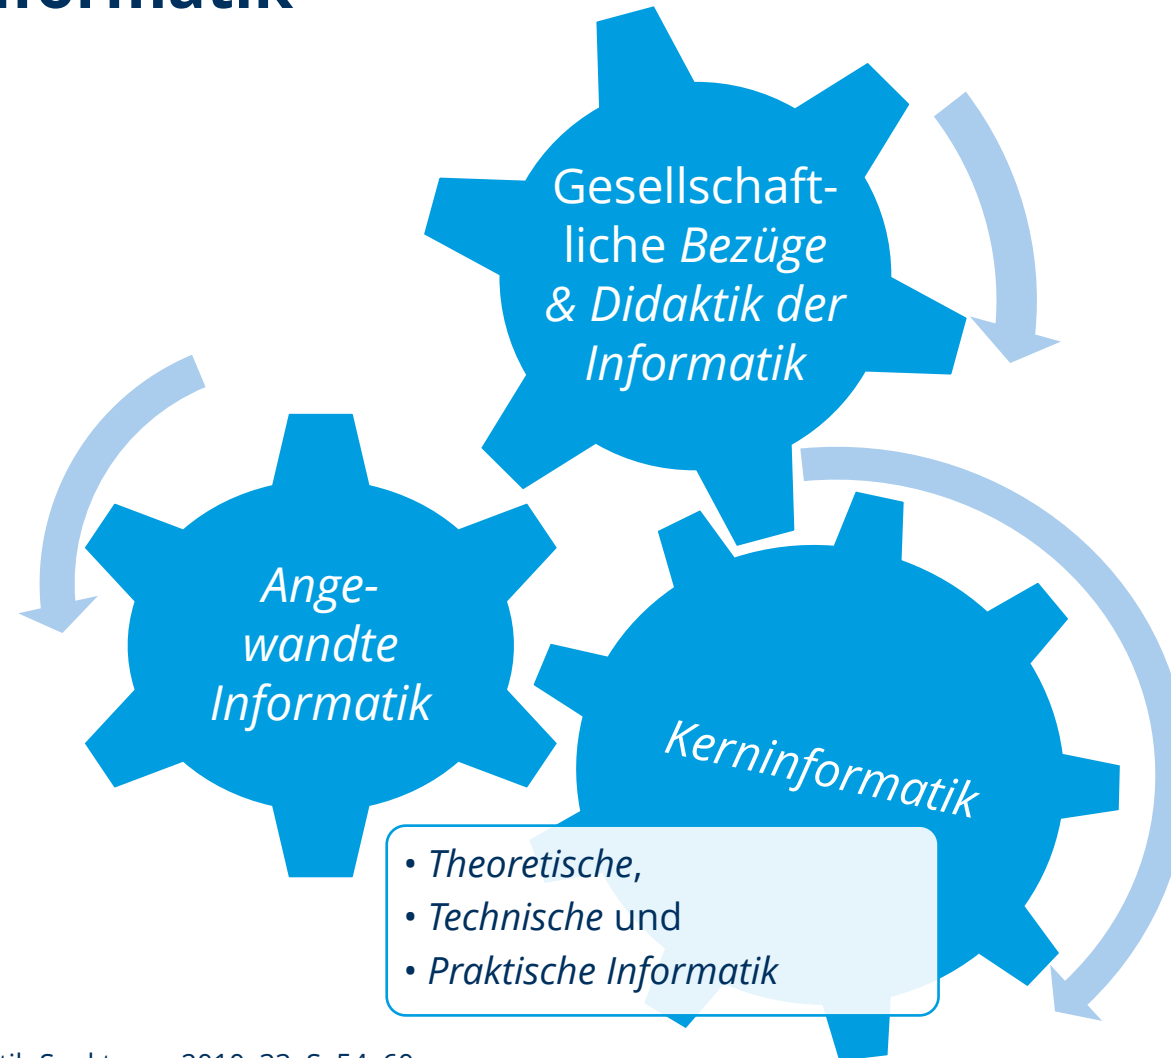 Gesellschaft-
liche Bezüge
& Didaktik der
Informatik
Ange-
wandte
Informatik
Kerninformatik
• Theoretische,
• Technische und
• Praktische Informatik